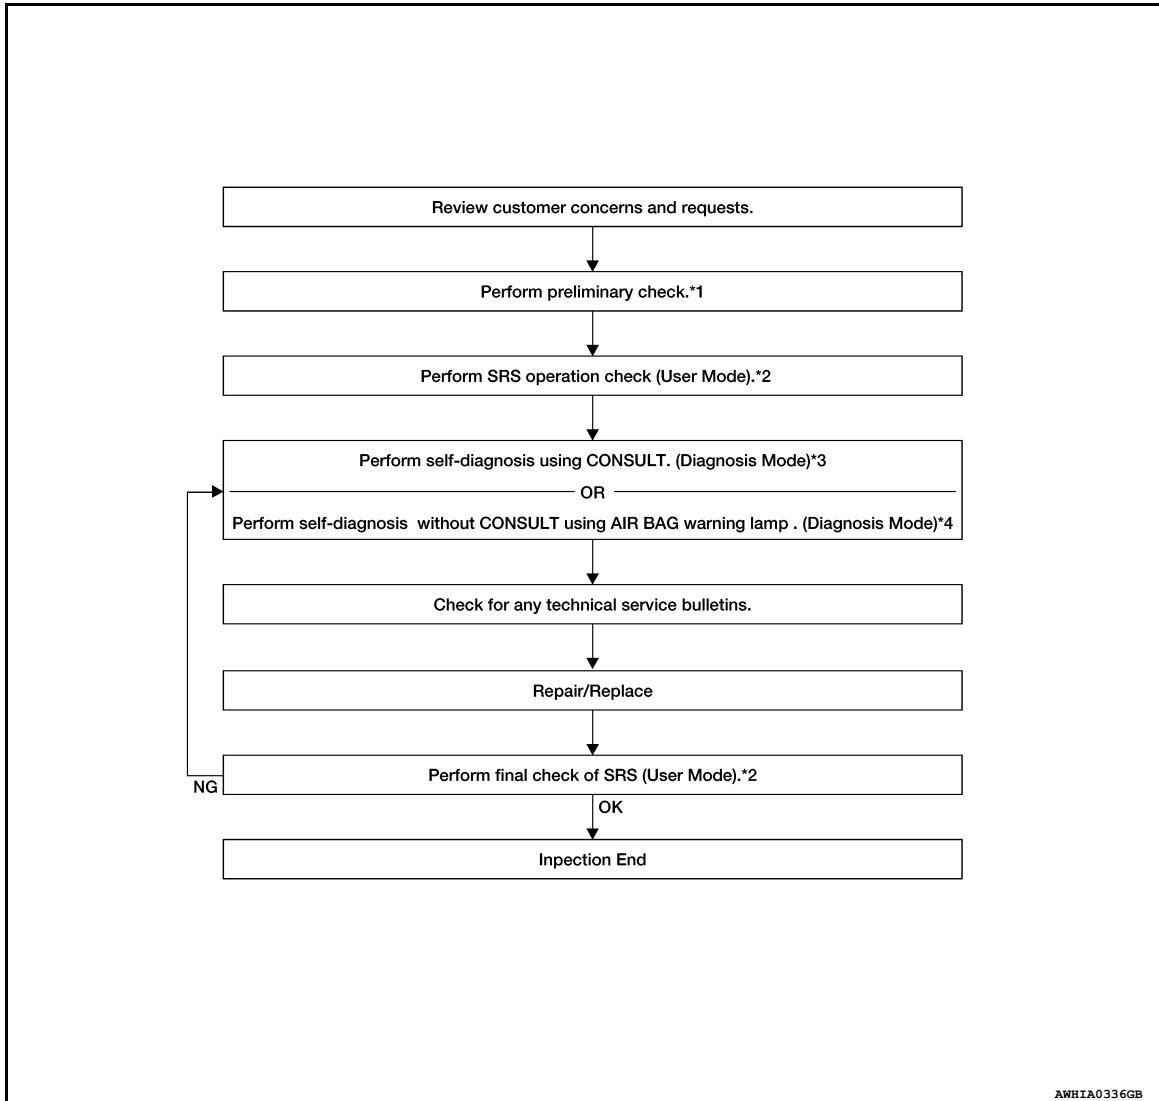 Review customer concerns and requests.
Perform preliminary check.*1
Perform SRS operation check (User Mode).*2
Perform self-diagnosis using CONSULT. (Diagnosis Mode)*3
OR
Perform self-diagnosis  without CONSULT using AIR BAG warning lamp . (Diagnosis Mode)*4
Check for any technical service bulletins.
Repair/Replace
Perform final check of SRS (User Mode).*2
NG
OK
Inpection End
AWHIA0336GB